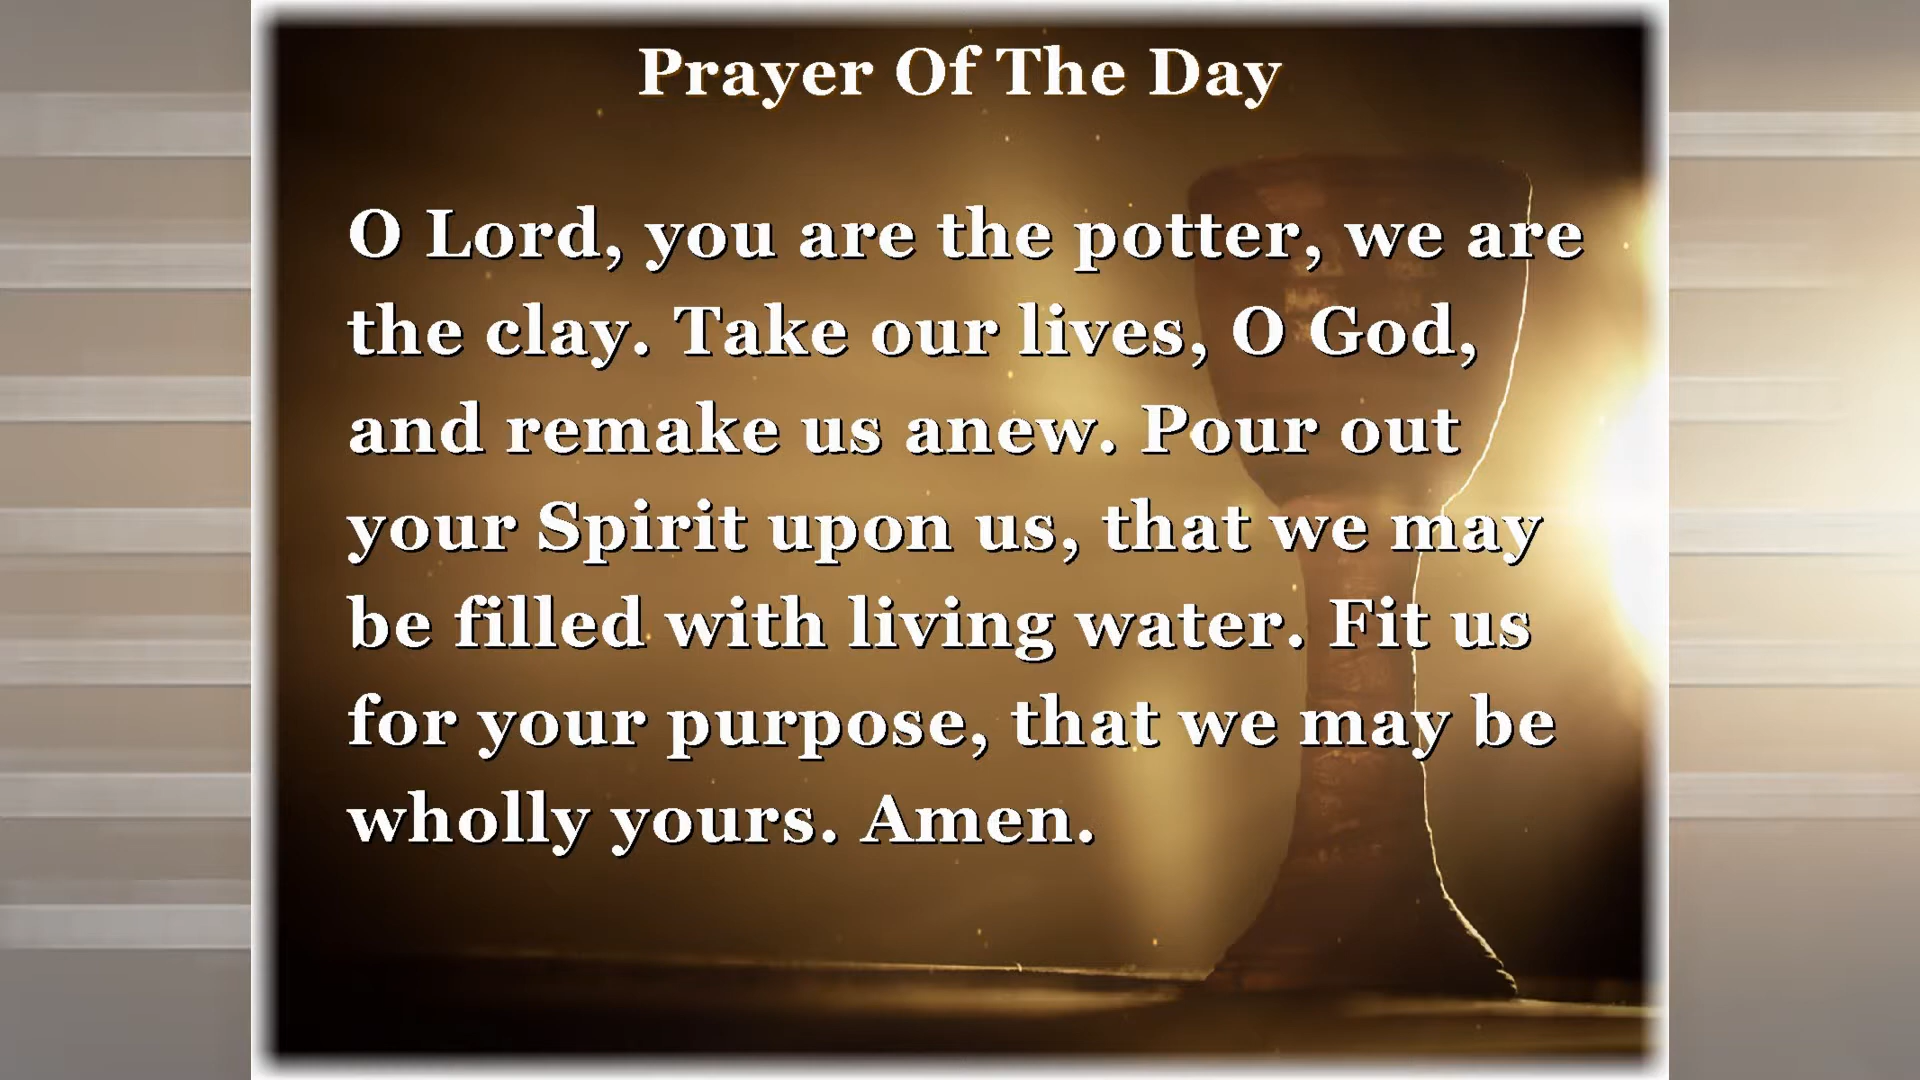 Prayer Of The Day
O Lord, you are the potter, we are
the clay. Take our lives, O God,
and remake us anew. Pour out
your Spirit upon us, that we may
be filled with living water. Fit us
for your purpose, that we may be
wholly yours. Amen.